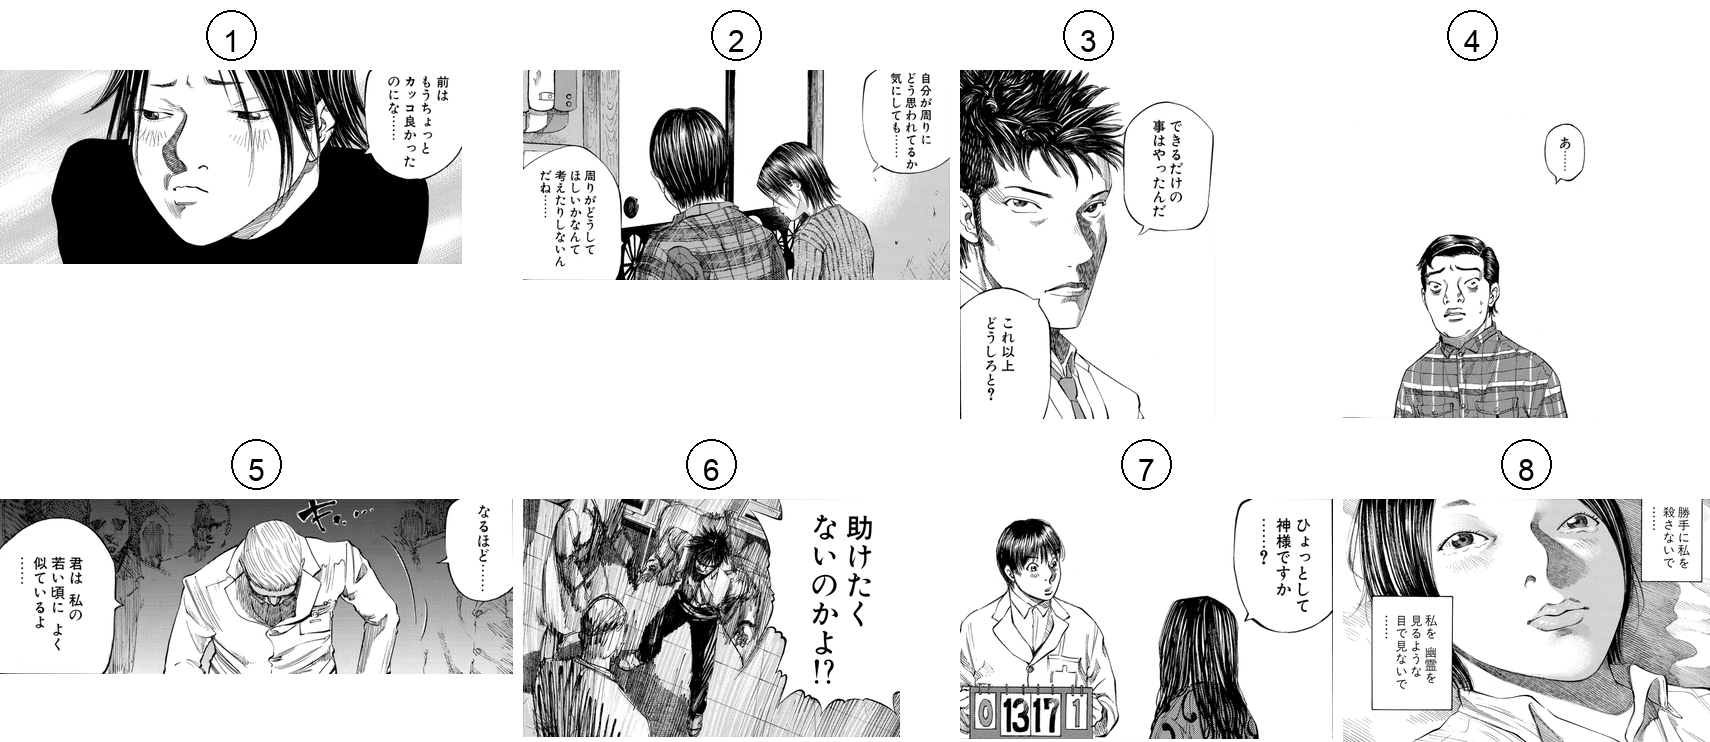 1
前は
もうちょっと
カッコ良かった
のにな……
2
自分が周りに
どう思われてるか
気にしても……
周りがどうして
ほしいかなんて
考えたりしないん
だね……
3
できるだけの
事はやったんだ
これ以上
どうしろと?
4
あ……
5
なるほど……
ギ…
君は 私の
若い頃に よく
似ているよ
……
6
助けたく
ないのかよ!?
7
ひょっとして
神様ですか
……?
0 13 17 1
8
勝手に私を
殺さないで
……
私を 幽霊を
見るような
目で見ないで
……